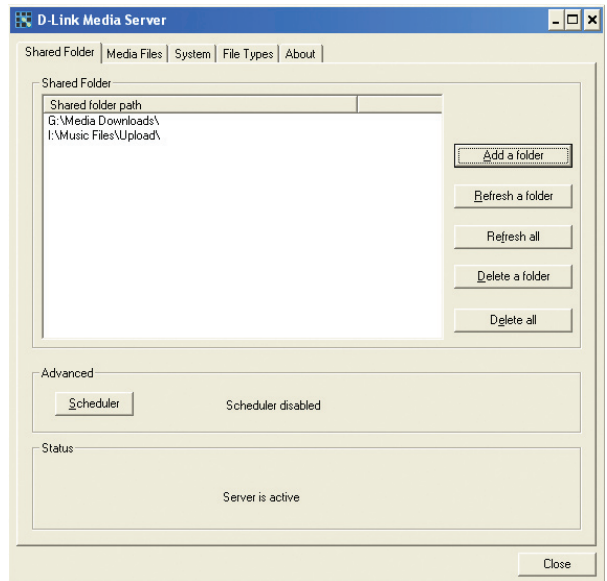 D-Link Media Server
Shared Folder Media Files System File Types About
Shared Folder
Shared folder path
G:\Media Downloads\
I:\Music Files\Upload\
Add a folder
Refresh a folder
Refresh all
Delete a folder
Delete all
Advanced
Scheduler Scheduler disabled
Status
Server is active
Close